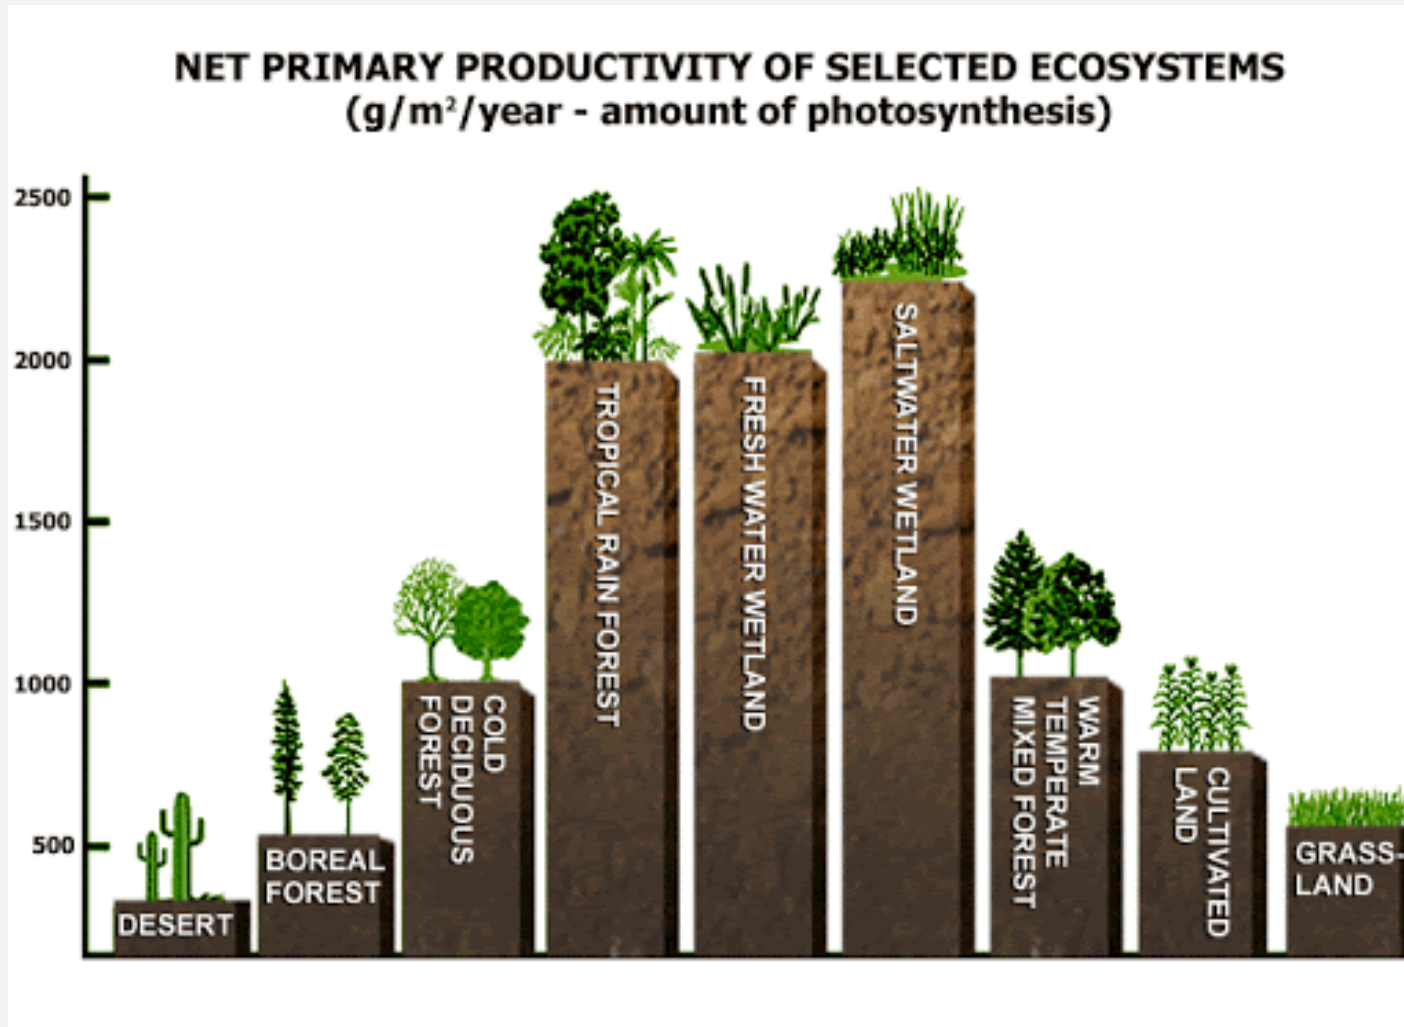 NET PRIMARY PRODUCTIVITY OF SELECTED ECOSYSTEMS
(g/m²/year - amount of photosynthesis)
2500
2000
1500
1000
500
DESERT
BOREAL
FOREST
COLD
DECIDUOUS
FOREST
TROPICAL RAIN FOREST
FRESH WATER WETLAND
SALTWATER WETLAND
WARM
TEMPERATE
MIXED FOREST
CULTIVATED
LAND
GRASS-
LAND